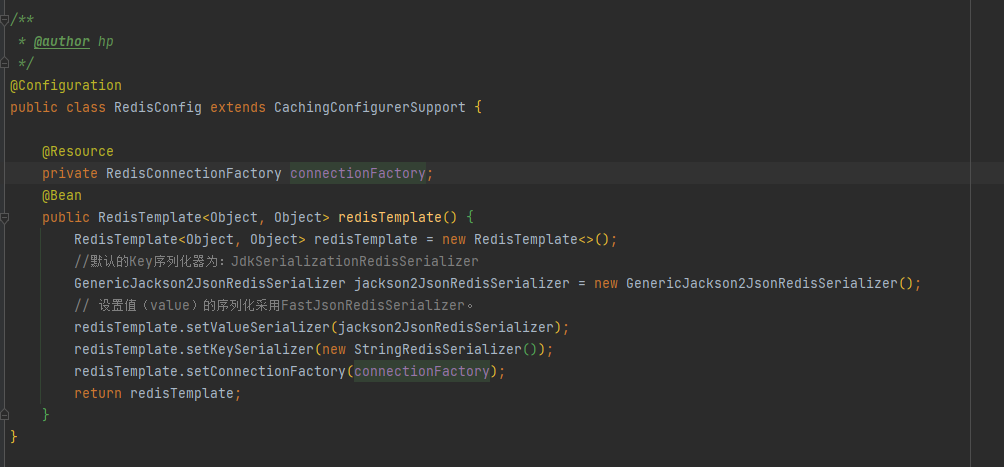 /**
 * @author hp
 */
@Configuration
public class RedisConfig extends CachingConfigurerSupport {
@Resource
private RedisConnectionFactory connectionFactory;
@Bean
public RedisTemplate<Object, Object> redisTemplate() {
RedisTemplate<Object, Object> redisTemplate = new RedisTemplate<>();
//默认的Key序列化器为：JdkSerializationRedisSerializer
GenericJackson2JsonRedisSerializer jackson2JsonRedisSerializer = new GenericJackson2JsonRedisSerializer();
// 设置值（value）的序列化采用FastJsonRedisSerializer。
redisTemplate.setValueSerializer(jackson2JsonRedisSerializer);
redisTemplate.setKeySerializer(new StringRedisSerializer());
redisTemplate.setConnectionFactory(connectionFactory);
return redisTemplate;
}
}